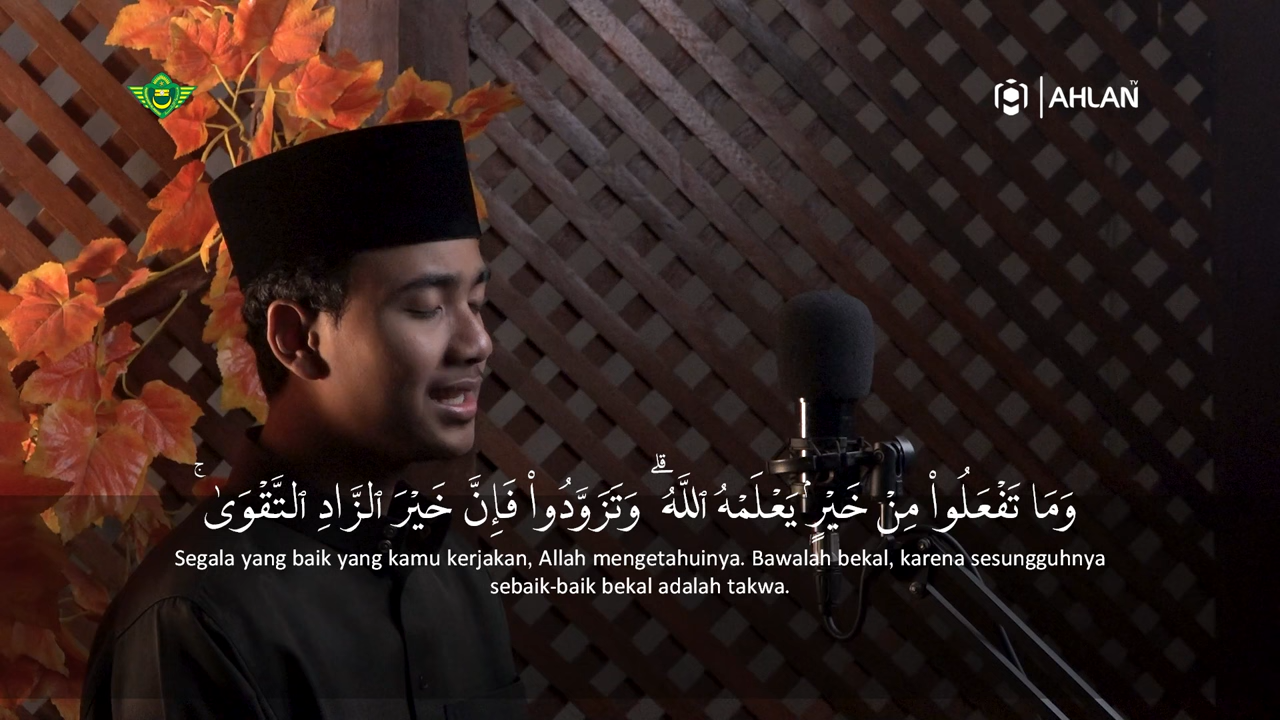 AHLAN TV
وَمَا تَفْعَلُوا۟ مِنْ خَيْرٍ يَعْلَمْهُ ٱللَّهُ ۗ وَتَزَوَّدُوا۟ فَإِنَّ خَيْرَ ٱلزَّادِ ٱلتَّقْوَىٰ ۚ
Segala yang baik yang kamu kerjakan, Allah mengetahuinya. Bawalah bekal, karena sesungguhnya
sebaik-baik bekal adalah takwa.